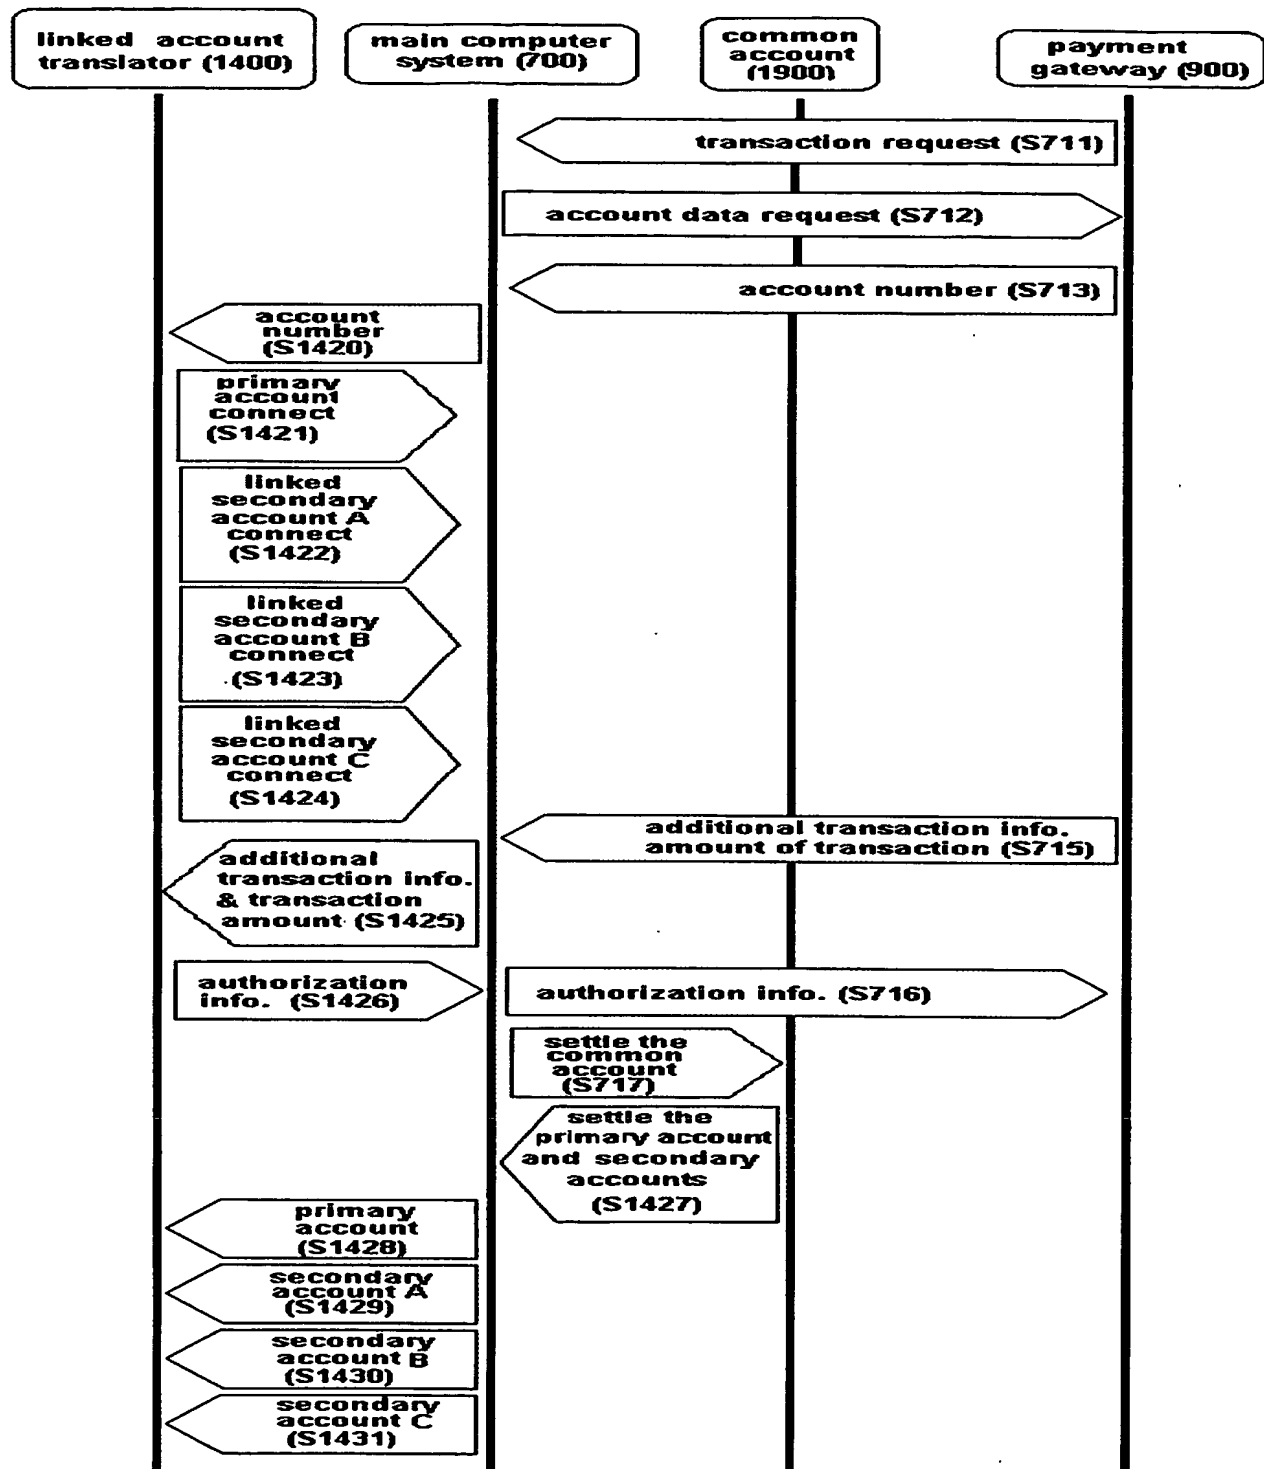 linked account
translator (1400)
main computer
system (700)
common
account
(1900)
payment
gateway (900)
transaction request (S711)
account data request (S712)
account number (S713)
account
number
(S1420)
primary
account
connect
(S1421)
linked
secondary
account A
connect
(S1422)
linked
secondary
account B
connect
(S1423)
linked
secondary
account C
connect
(S1424)
additional transaction info.
amount of transaction (S715)
additional
transaction info.
& transaction
amount (S1425)
authorization
info. (S1426)
authorization info. (S716)
settle the
common
account
(S717)
settle the
primary account
and secondary
accounts
(S1427)
primary
account
(S1428)
secondary
account A
(S1429)
secondary
account B
(S1430)
secondary
account C
(S1431)